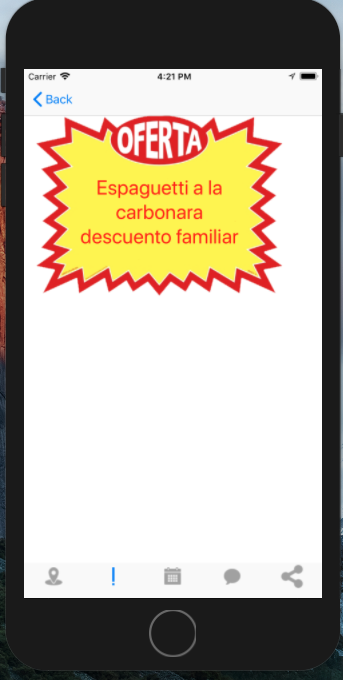 Carrier 4:21 PM
Back
OFERTA
Espaguetti a la
carbonara
descuento familiar